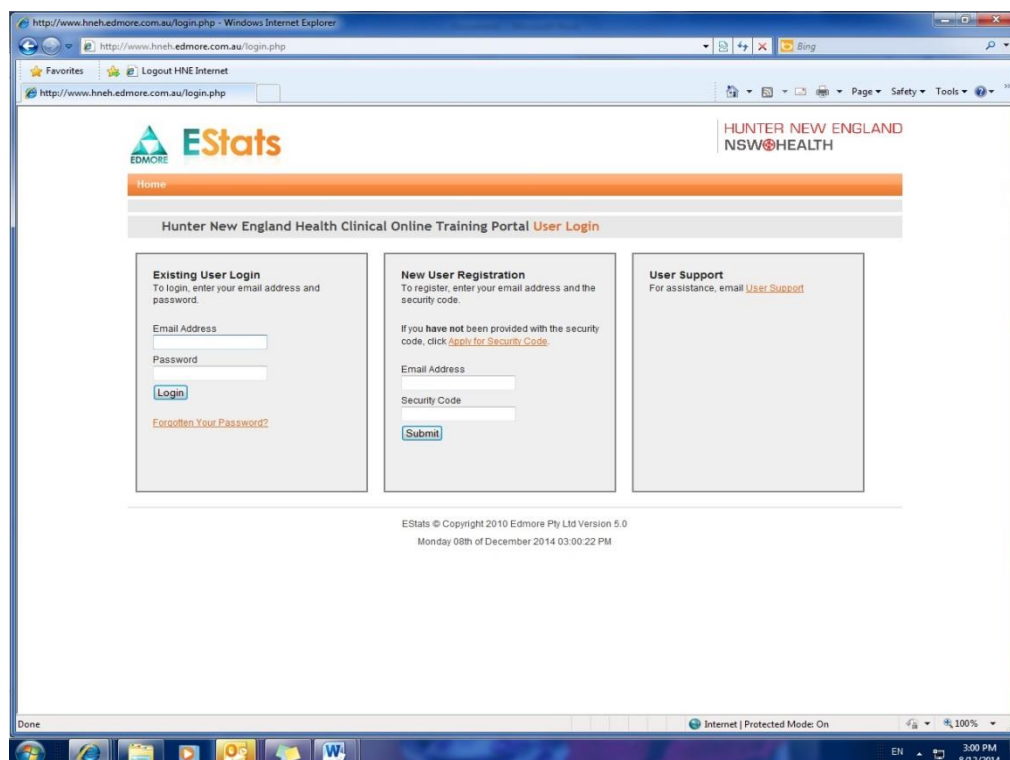 http://www.hneh.edmore.com.au/login.php - Windows Internet Explorer
http://www.hneh.edmore.com.au/login.php
Bing
Favorites
Logout HNE Internet
http://www.hneh.edmore.com.au/login.php
Page
Safety
Tools
EDMORE
EStats
HUNTER NEW ENGLAND
NSW HEALTH
Home
Hunter New England Health Clinical Online Training Portal User Login
Existing User Login
To login, enter your email address and
password.
Email Address
Password
Login
Forgotten Your Password?
New User Registration
To register, enter your email address and the
security code.
If you have not been provided with the security
code, click Apply for Security Code.
Email Address
Security Code
Submit
User Support
For assistance, email User Support
EStats © Copyright 2010 Edmore Pty Ltd Version 5.0
Monday 08th of December 2014 03:00:22 PM
Done
Internet | Protected Mode: On
100%
EN
3:00 PM
8/12/2014